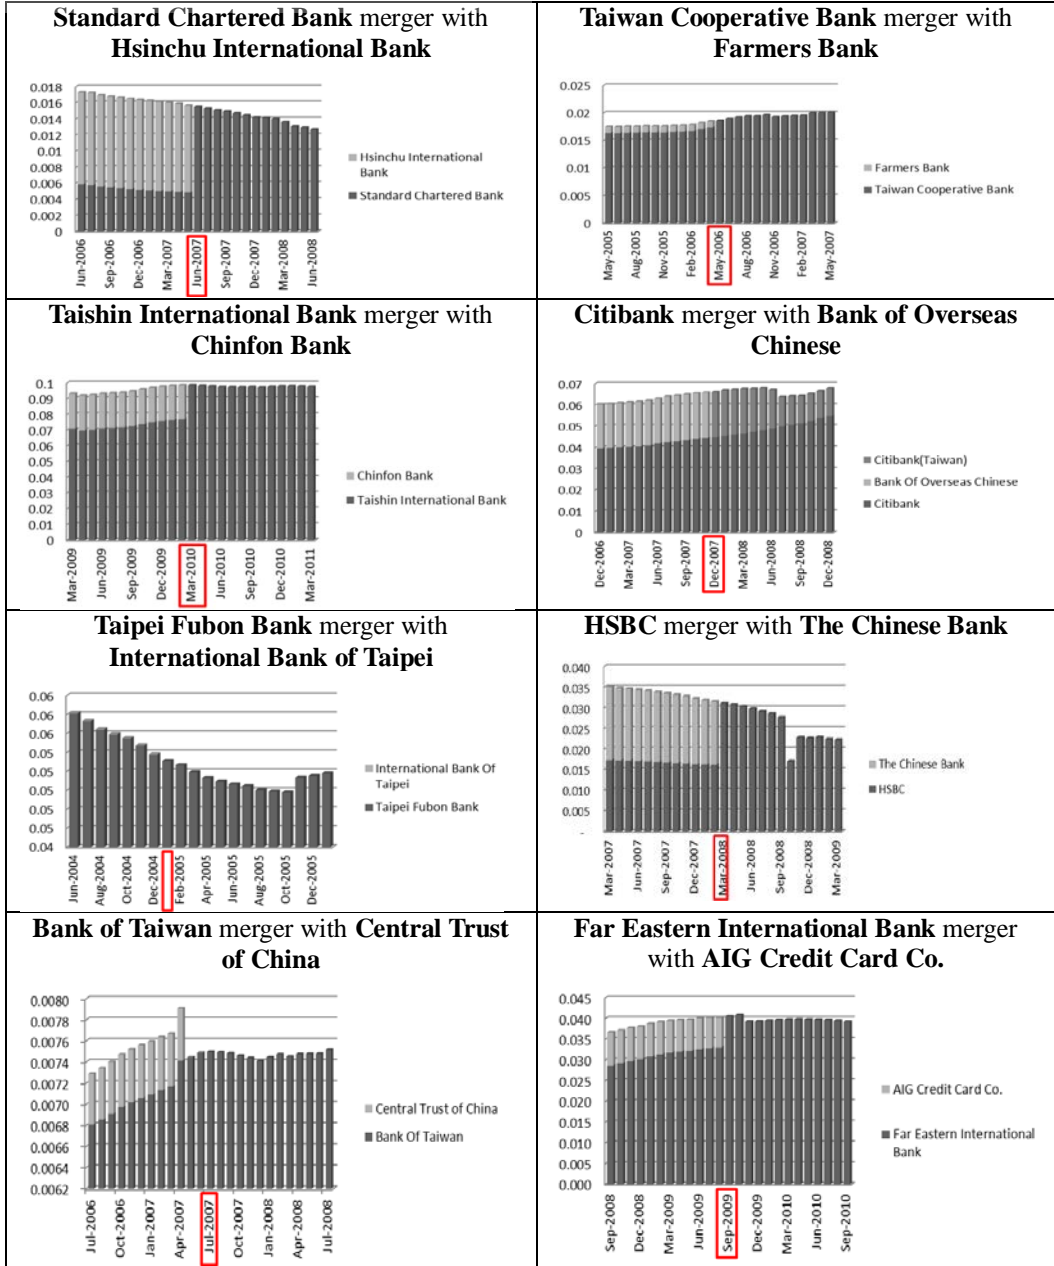 Standard Chartered Bank merger with
Hsinchu International Bank
0.018
0.016
0.014
0.012
0.01
0.008
0.006
0.004
0.002
0
Jun-2006
Sep-2006
Dec-2006
Mar-2007
Jun-2007
Sep-2007
Dec-2007
Mar-2008
Jun-2008
Hsinchu International
Bank
Standard Chartered Bank
Taiwan Cooperative Bank merger with
Farmers Bank
0.025
0.02
0.015
0.01
0.005
0
May-2005
Aug-2005
Nov-2005
Feb-2006
May-2006
Aug-2006
Nov-2006
Feb-2007
May-2007
Farmers Bank
Taiwan Cooperative Bank
Taishin International Bank merger with
Chinfon Bank
0.1
0.09
0.08
0.07
0.06
0.05
0.04
0.03
0.02
0.01
0
Mar-2009
Jun-2009
Sep-2009
Dec-2009
Mar-2010
Jun-2010
Sep-2010
Dec-2010
Mar-2011
Chinfon Bank
Taishin International Bank
Citibank merger with Bank of Overseas
Chinese
0.07
0.06
0.05
0.04
0.03
0.02
0.01
0
Dec-2006
Mar-2007
Jun-2007
Sep-2007
Dec-2007
Mar-2008
Jun-2008
Sep-2008
Dec-2008
Citibank(Taiwan)
Bank Of Overseas Chinese
Citibank
Taipei Fubon Bank merger with
International Bank of Taipei
0.06
0.06
0.06
0.05
0.05
0.05
0.05
0.05
0.04
Jun-2004
Aug-2004
Oct-2004
Dec-2004
Feb-2005
Apr-2005
Jun-2005
Aug-2005
Oct-2005
Dec-2005
International Bank Of
Taipei
Taipei Fubon Bank
HSBC merger with The Chinese Bank
0.040
0.035
0.030
0.025
0.020
0.015
0.010
0.005
-
Mar-2007
Jun-2007
Sep-2007
Dec-2007
Mar-2008
Jun-2008
Sep-2008
Dec-2008
Mar-2009
The Chinese Bank
HSBC
Bank of Taiwan merger with Central Trust
of China
0.0080
0.0078
0.0076
0.0074
0.0072
0.0070
0.0068
0.0066
0.0064
0.0062
Jul-2006
Oct-2006
Jan-2007
Apr-2007
Jul-2007
Oct-2007
Jan-2008
Apr-2008
Jul-2008
Central Trust of China
Bank Of Taiwan
Far Eastern International Bank merger
with AIG Credit Card Co.
0.045
0.040
0.035
0.030
0.025
0.020
0.015
0.010
0.005
0.000
Sep-2008
Dec-2008
Mar-2009
Jun-2009
Sep-2009
Dec-2009
Mar-2010
Jun-2010
Sep-2010
AIG Credit Card Co.
Far Eastern International
Bank